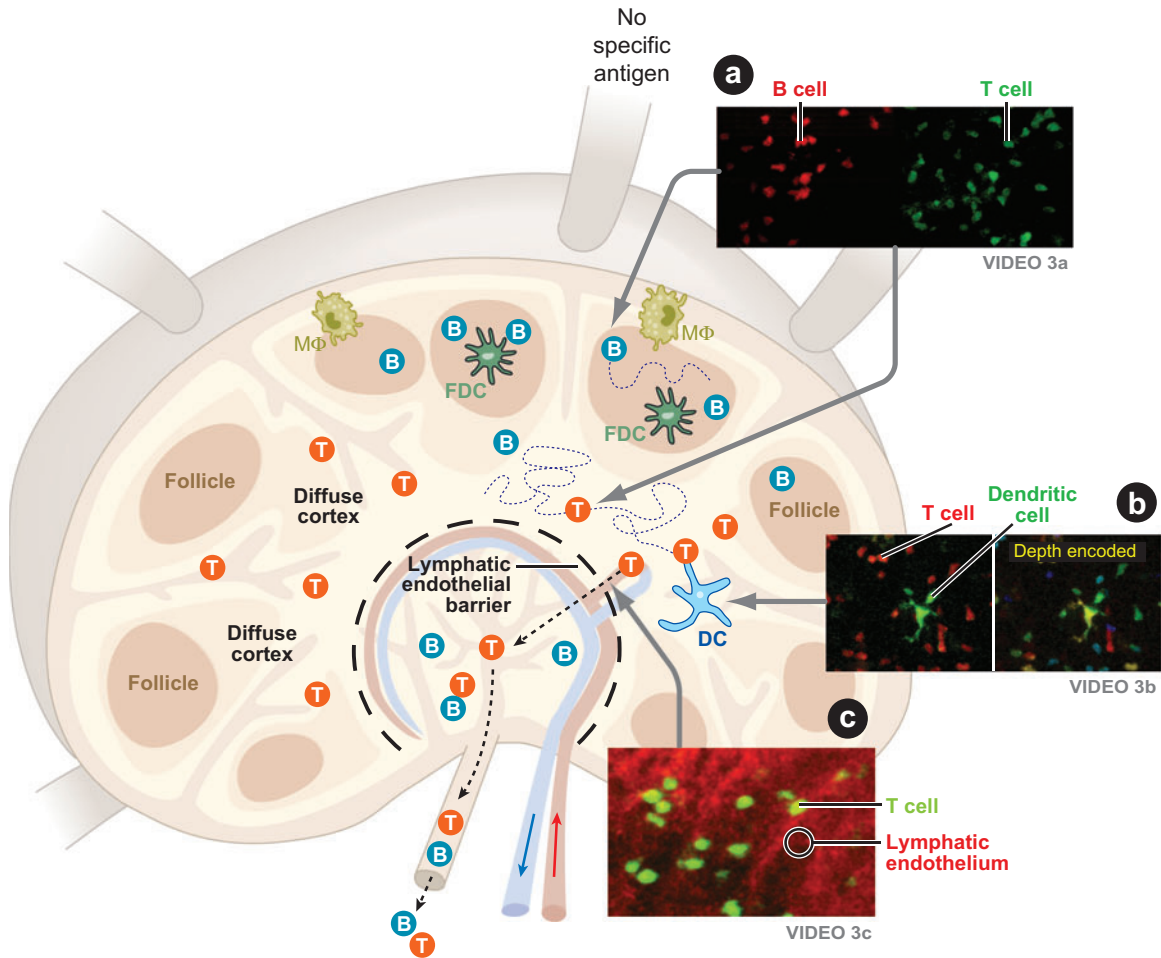 No
specific
antigen
a
B cell
T cell
VIDEO 3a
MΦ
B
B
B
FDC
B
MΦ
FDC
B
B
T
T
Follicle
Diffuse
cortex
T
T
B
Follicle
T cell
Dendritic
cell
b
Depth encoded
VIDEO 3b
T
T
Lymphatic
endothelial
barrier
T
T
DC
Diffuse
cortex
Follicle
T
B
T
B
T
B
c
T cell
Lymphatic
endothelium
VIDEO 3c
T
B
B
T